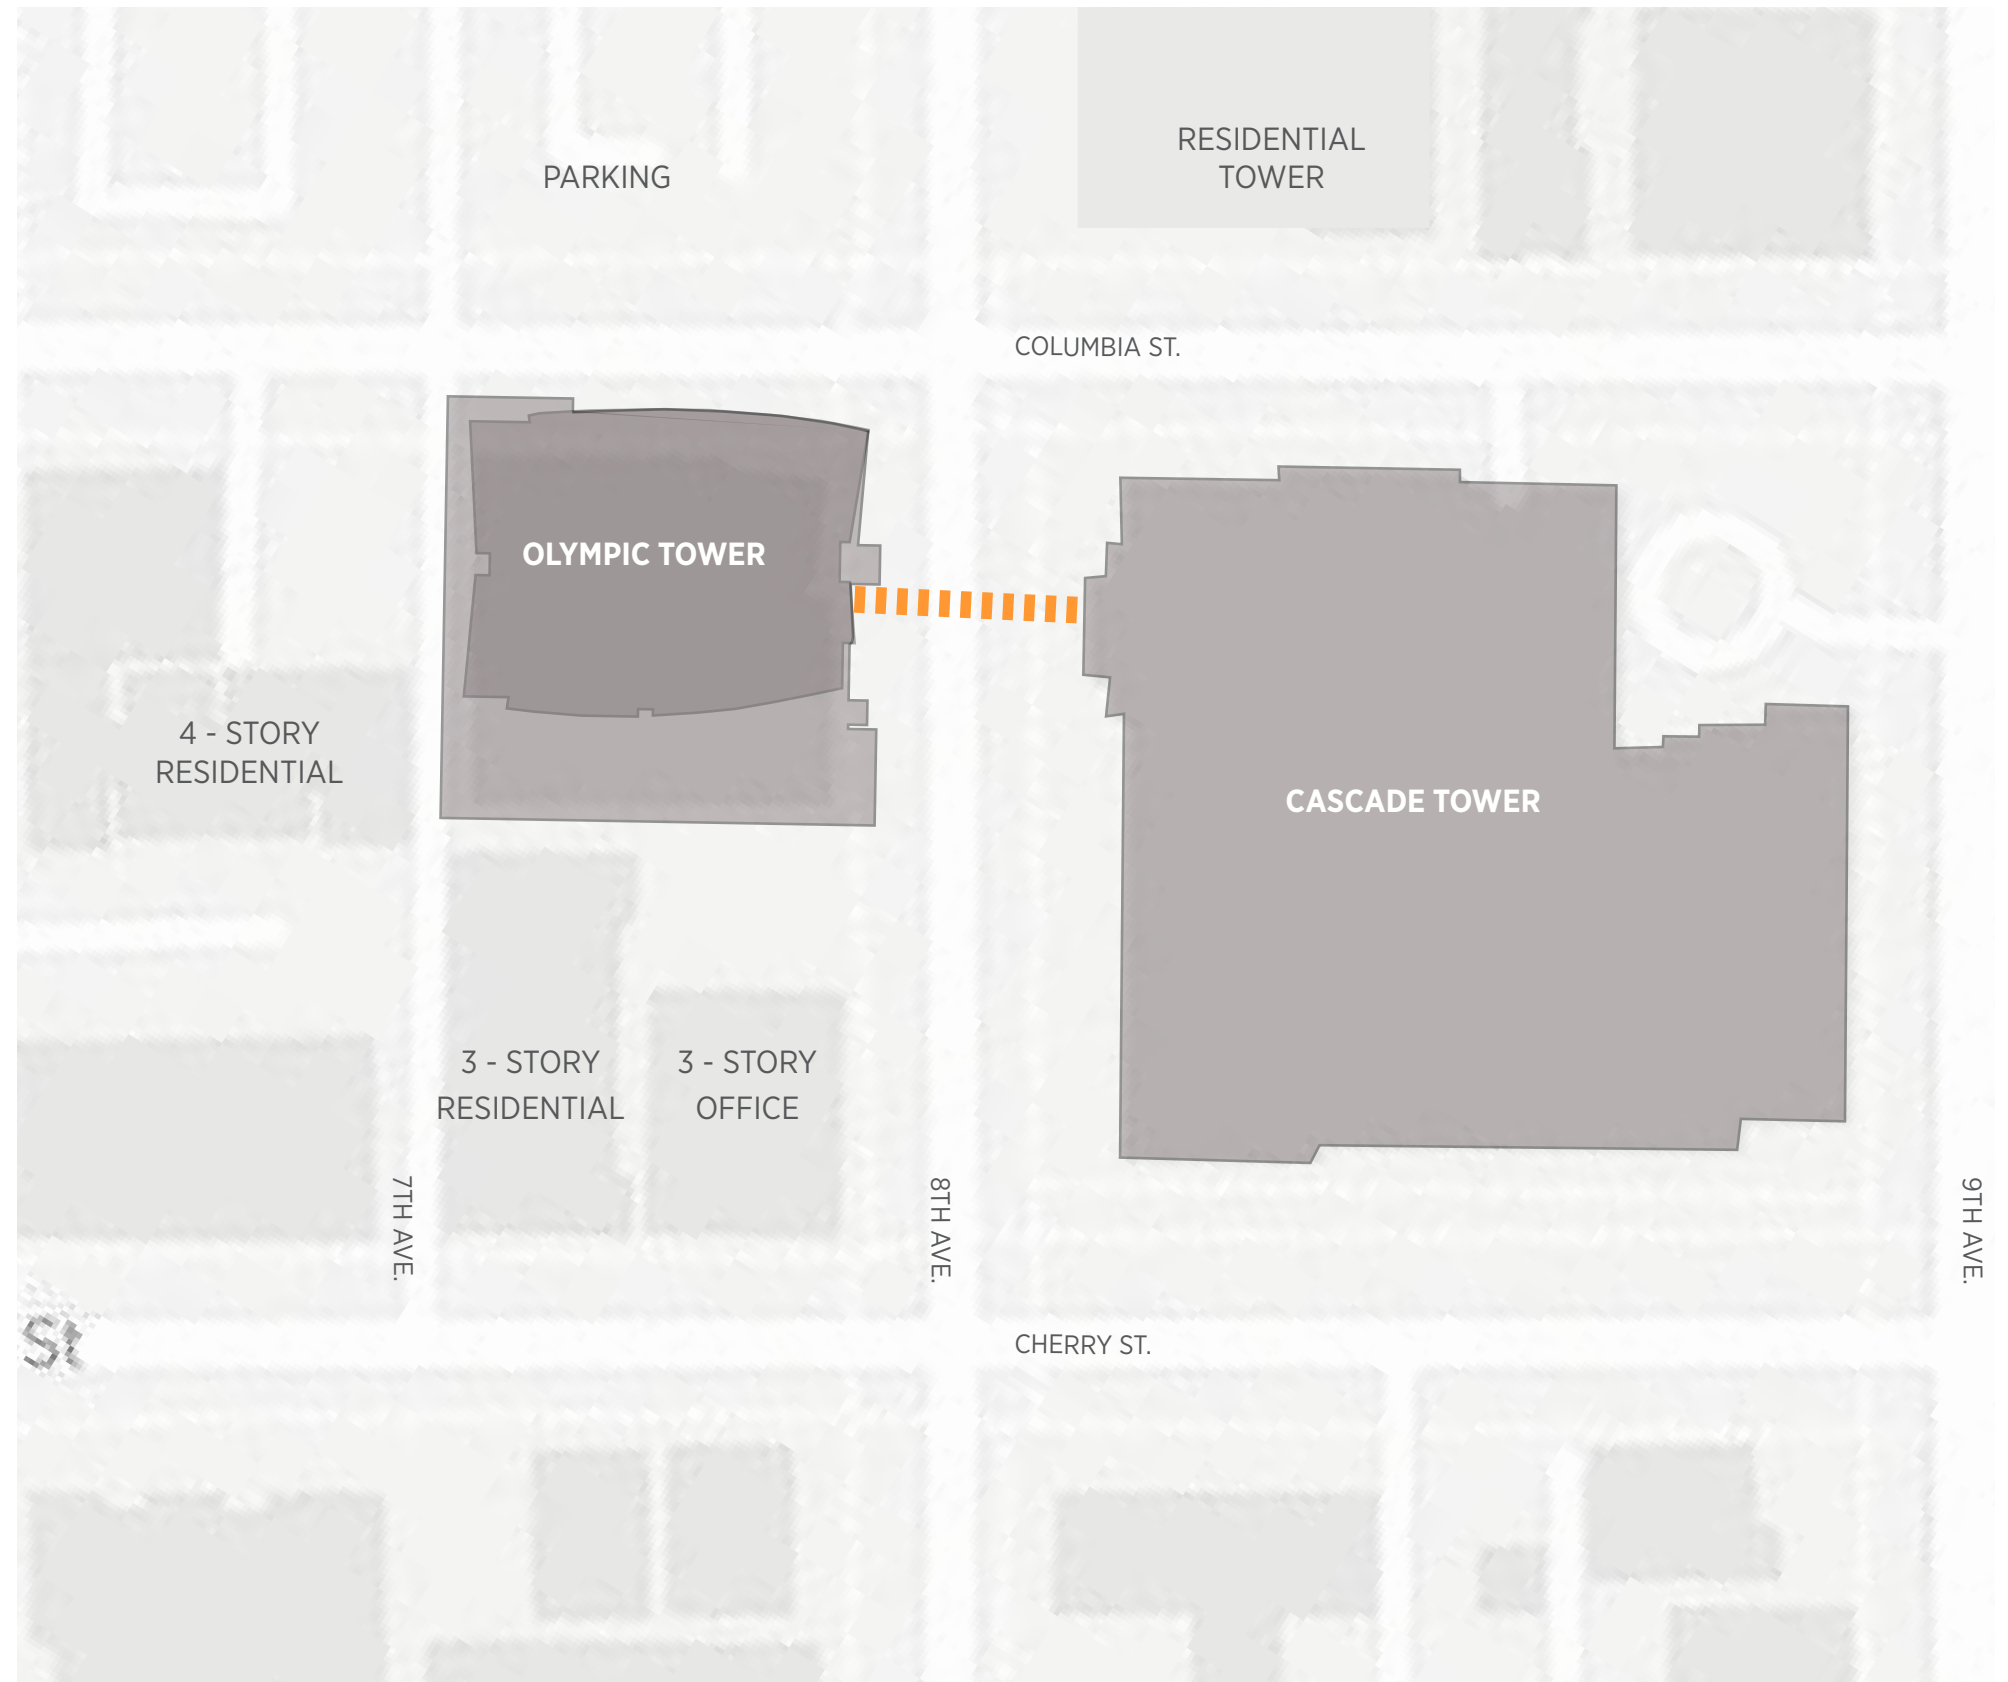 RESIDENTIAL
TOWER
PARKING
COLUMBIA ST.
OLYMPIC TOWER
4 - STORY
RESIDENTIAL
CASCADE TOWER
3 - STORY
RESIDENTIAL
3 - STORY
OFFICE
7TH AVE.
8TH AVE.
9TH AVE.
CHERRY ST.
St